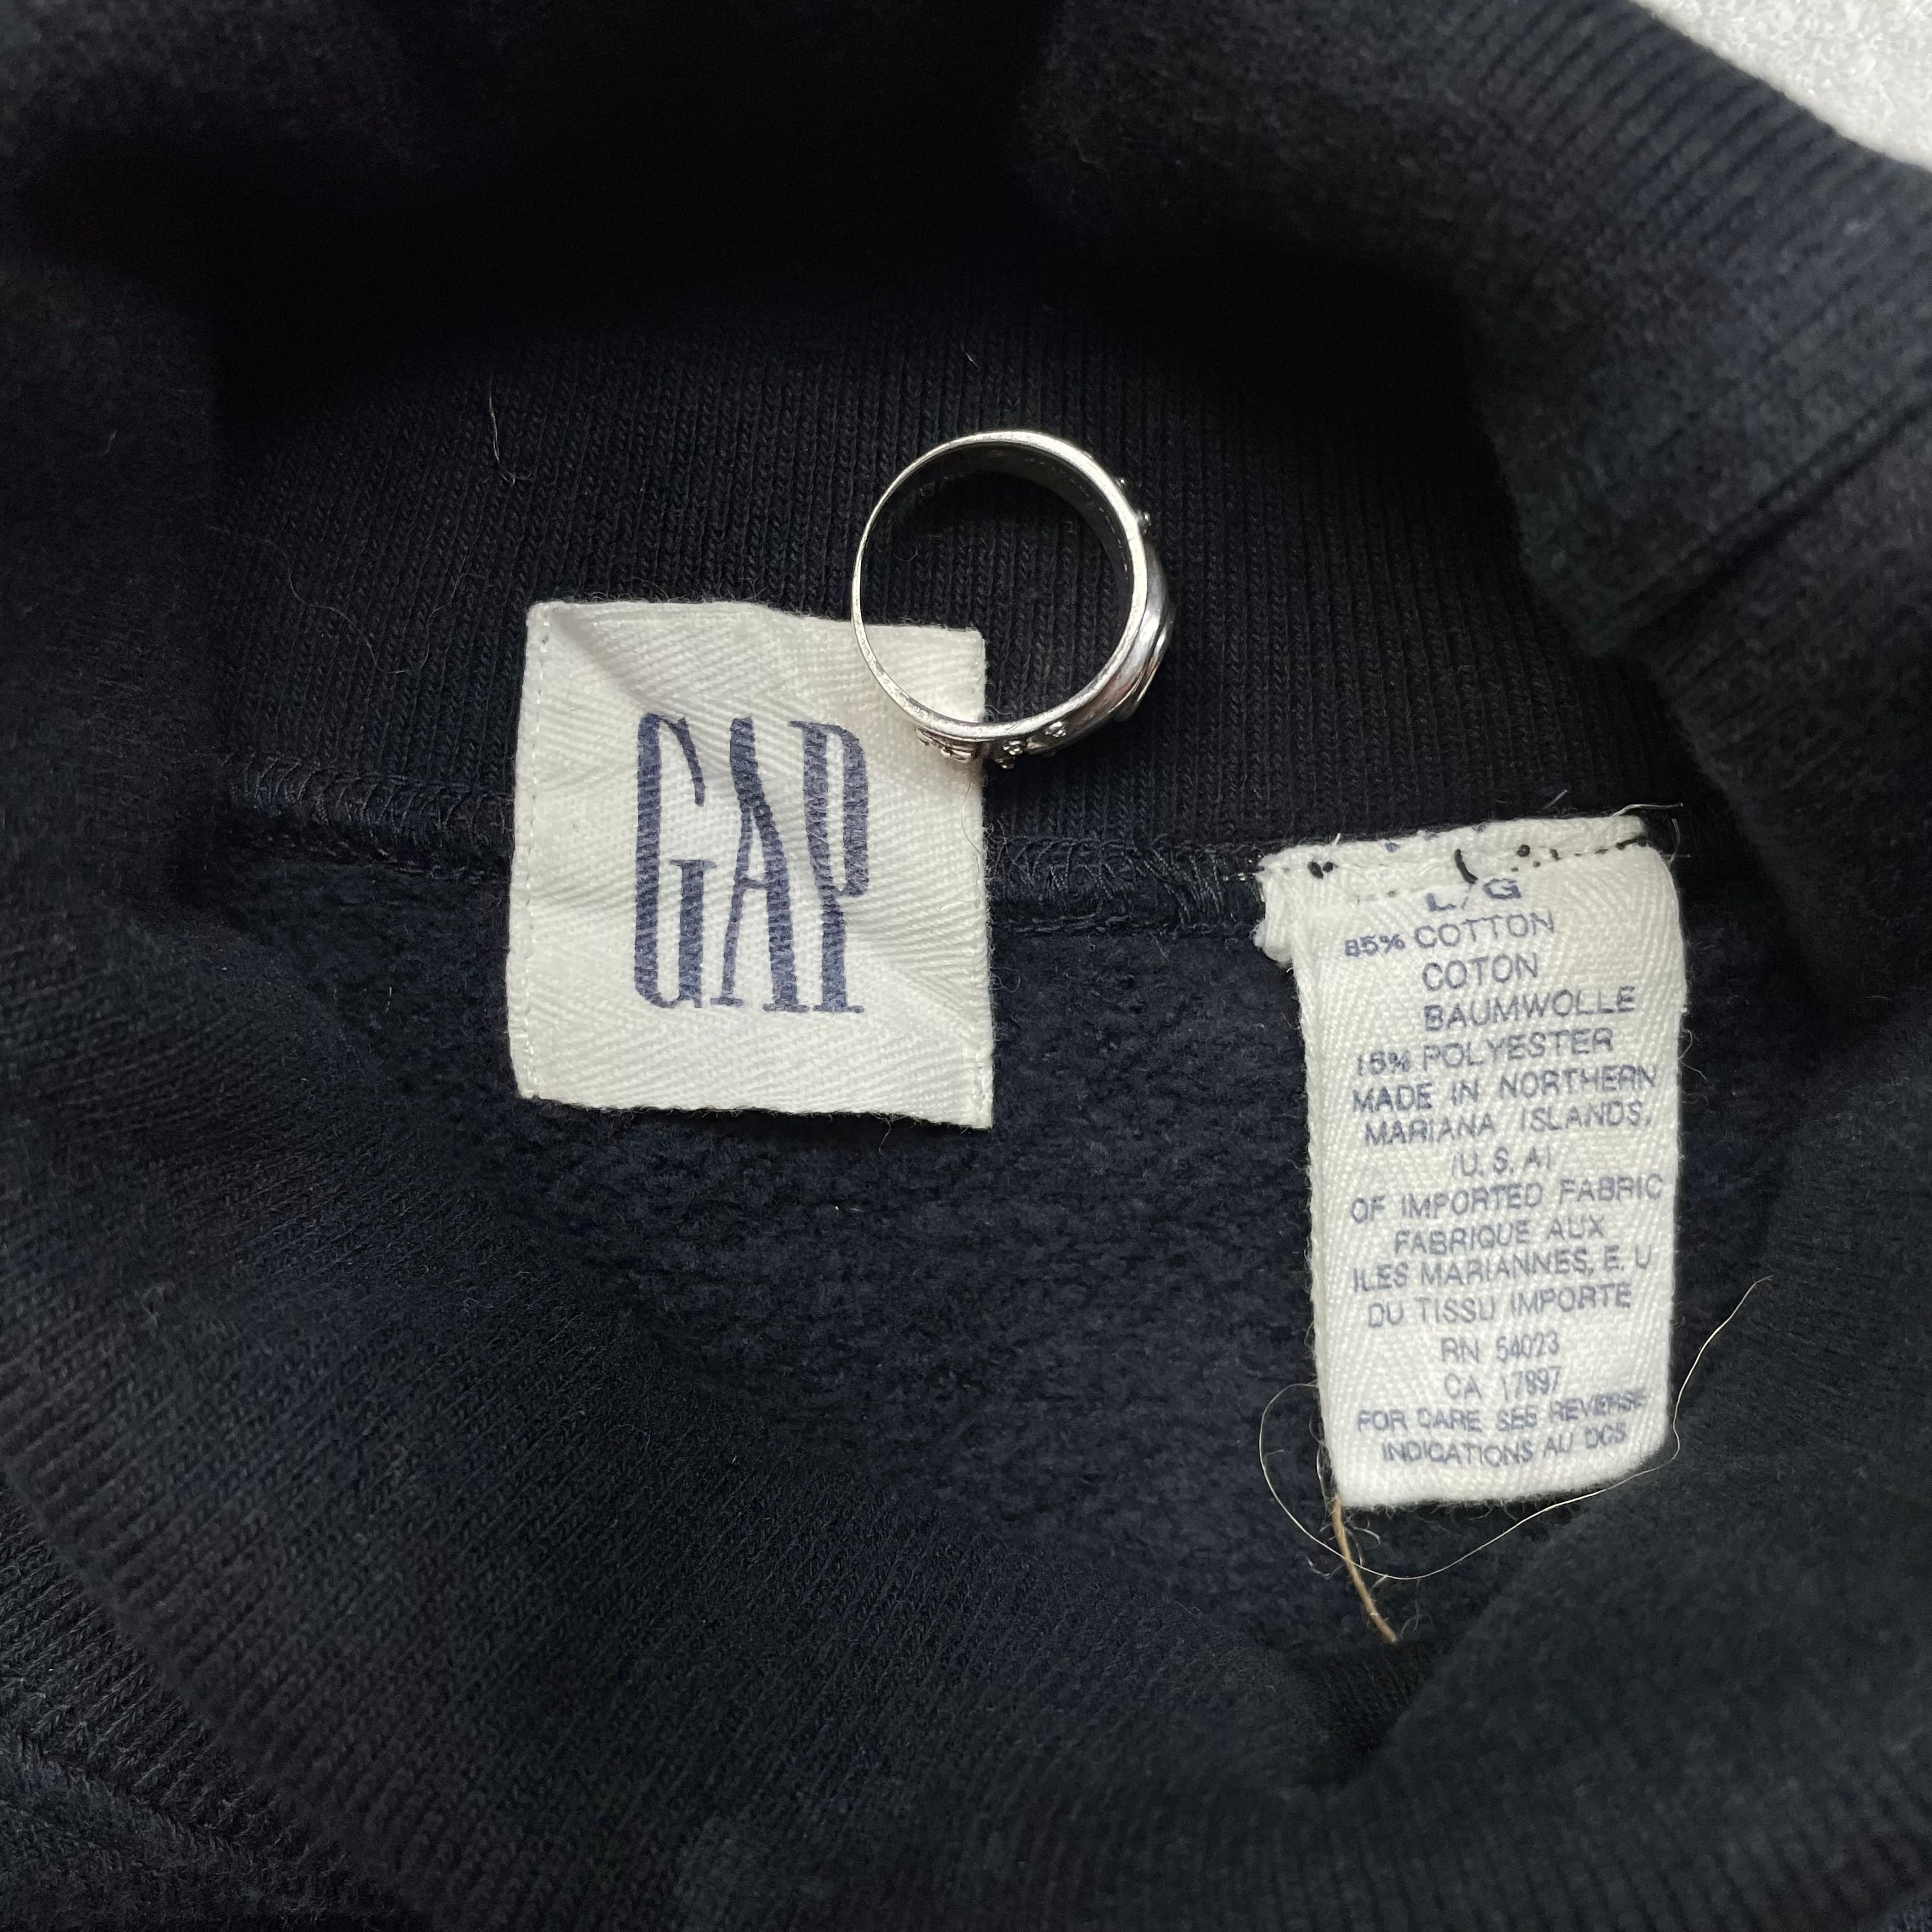 GAP
L/G
85% COTTON
COTON
BAUMWOLLE
15% POLYESTER
MADE IN NORTHERN
MARIANA ISLANDS,
(U.S.A)
OF IMPORTED FABRIC
FABRIQUE AUX
ILES MARIANNES, E. U
DU TISSU IMPORTE
RN 54023
CA 17897
FOR CARE SEE REVERSE
INDICATIONS AU DOS